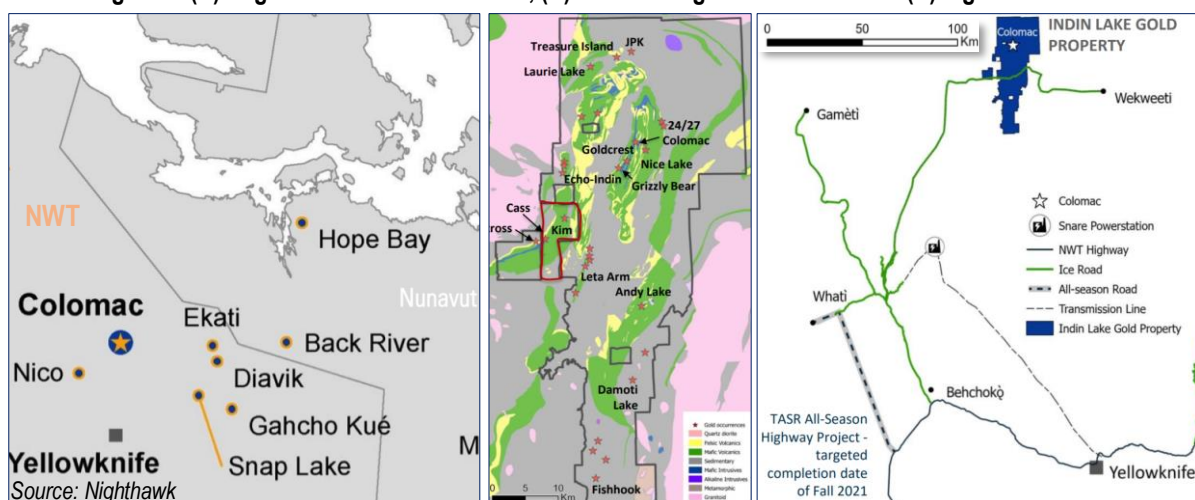 NWT
Hope Bay
Colomac
Nunavut
Ekati
Back River
Nico
Diavik
Gahcho Kué
Snap Lake
Yellowknife
M
Source: Nighthawk
Treasure Island
JPK
Laurie Lake
24/27
Goldcrest
Colomac
Nice Lake
Echo-Indin
Grizzly Bear
Cass
ross
Kim
Leta Arm
Andy Lake
Damoti
Lake
Fishhook
0 5 10
Km
Gold occurrences
Quartz diorite
Felsic Volcanics
Mafic Volcanics
Sedimentary
Mafic Intrusives
Alkaline Intrusives
Metamorphic
Granitoid
0 50 100
Km
INDIN LAKE GOLD
PROPERTY
Colomac
Gamètì
Wekweeti
Colomac
Snare Powerstation
NWT Highway
Ice Road
All-season Road
Transmission Line
Indin Lake Gold Property
Whatì
Behchokò
TASR All-Season
Highway Project -
targeted
completion date
of Fall 2021
Yellowknife